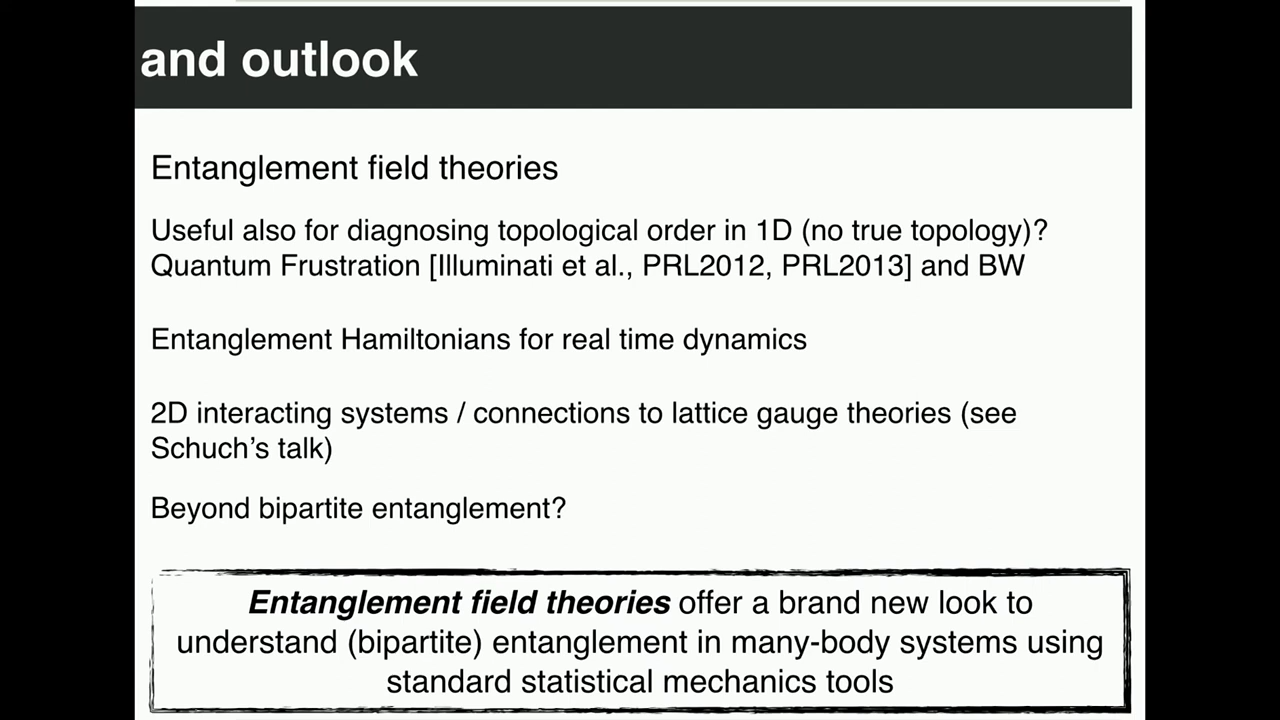 and outlook
Entanglement field theories
Useful also for diagnosing topological order in 1D (no true topology)?
Quantum Frustration [Illuminati et al., PRL2012, PRL2013] and BW
Entanglement Hamiltonians for real time dynamics
2D interacting systems / connections to lattice gauge theories (see
Schuch’s talk)
Beyond bipartite entanglement?
Entanglement field theories offer a brand new look to
understand (bipartite) entanglement in many-body systems using
standard statistical mechanics tools